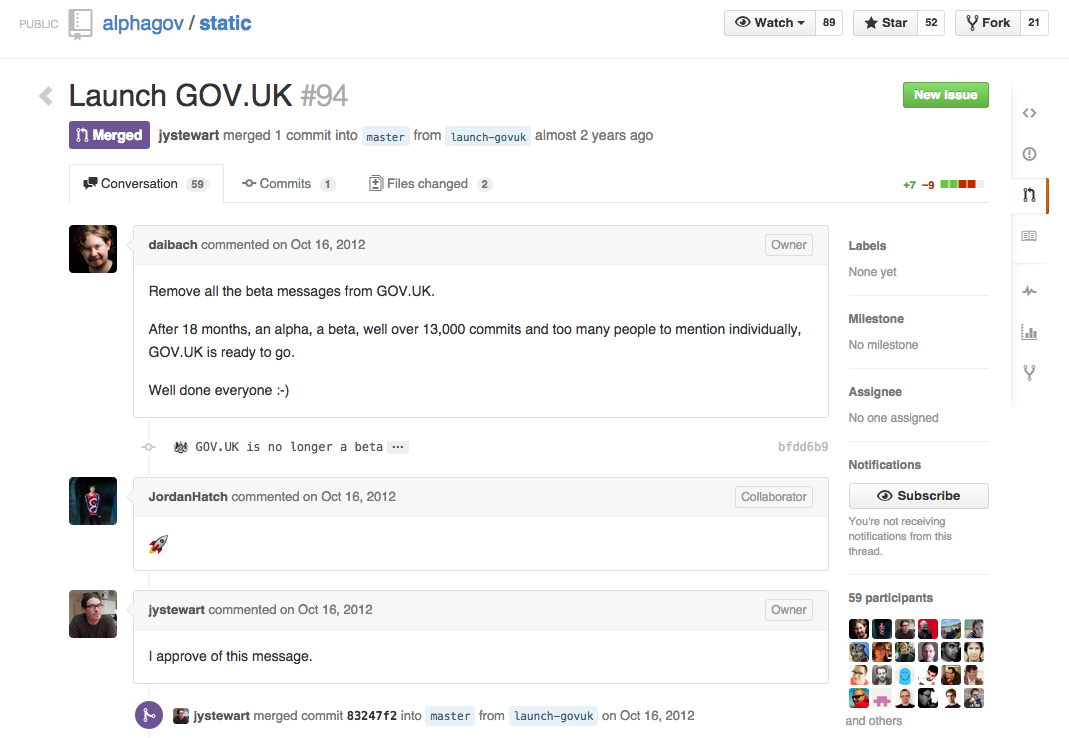 PUBLIC alphagov / static Watch 89 Star 52 Fork 21
Launch GOV.UK #94 New issue
Merged jystewart merged 1 commit into master from launch-govuk almost 2 years ago
Conversation 59 Commits 1 Files changed 2 +7 −9
daibach commented on Oct 16, 2012 Owner
Remove all the beta messages from GOV.UK.
After 18 months, an alpha, a beta, well over 13,000 commits and too many people to mention individually,
GOV.UK is ready to go.
Well done everyone :-)
GOV.UK is no longer a beta ... bfdd6b9
JordanHatch commented on Oct 16, 2012 Collaborator
🚀
jystewart commented on Oct 16, 2012 Owner
I approve of this message.
jystewart merged commit 83247f2 into master from launch-govuk on Oct 16, 2012
Labels
None yet
Milestone
No milestone
Assignee
No one assigned
Notifications
Subscribe
You're not receiving
notifications from this
thread.
59 participants
and others